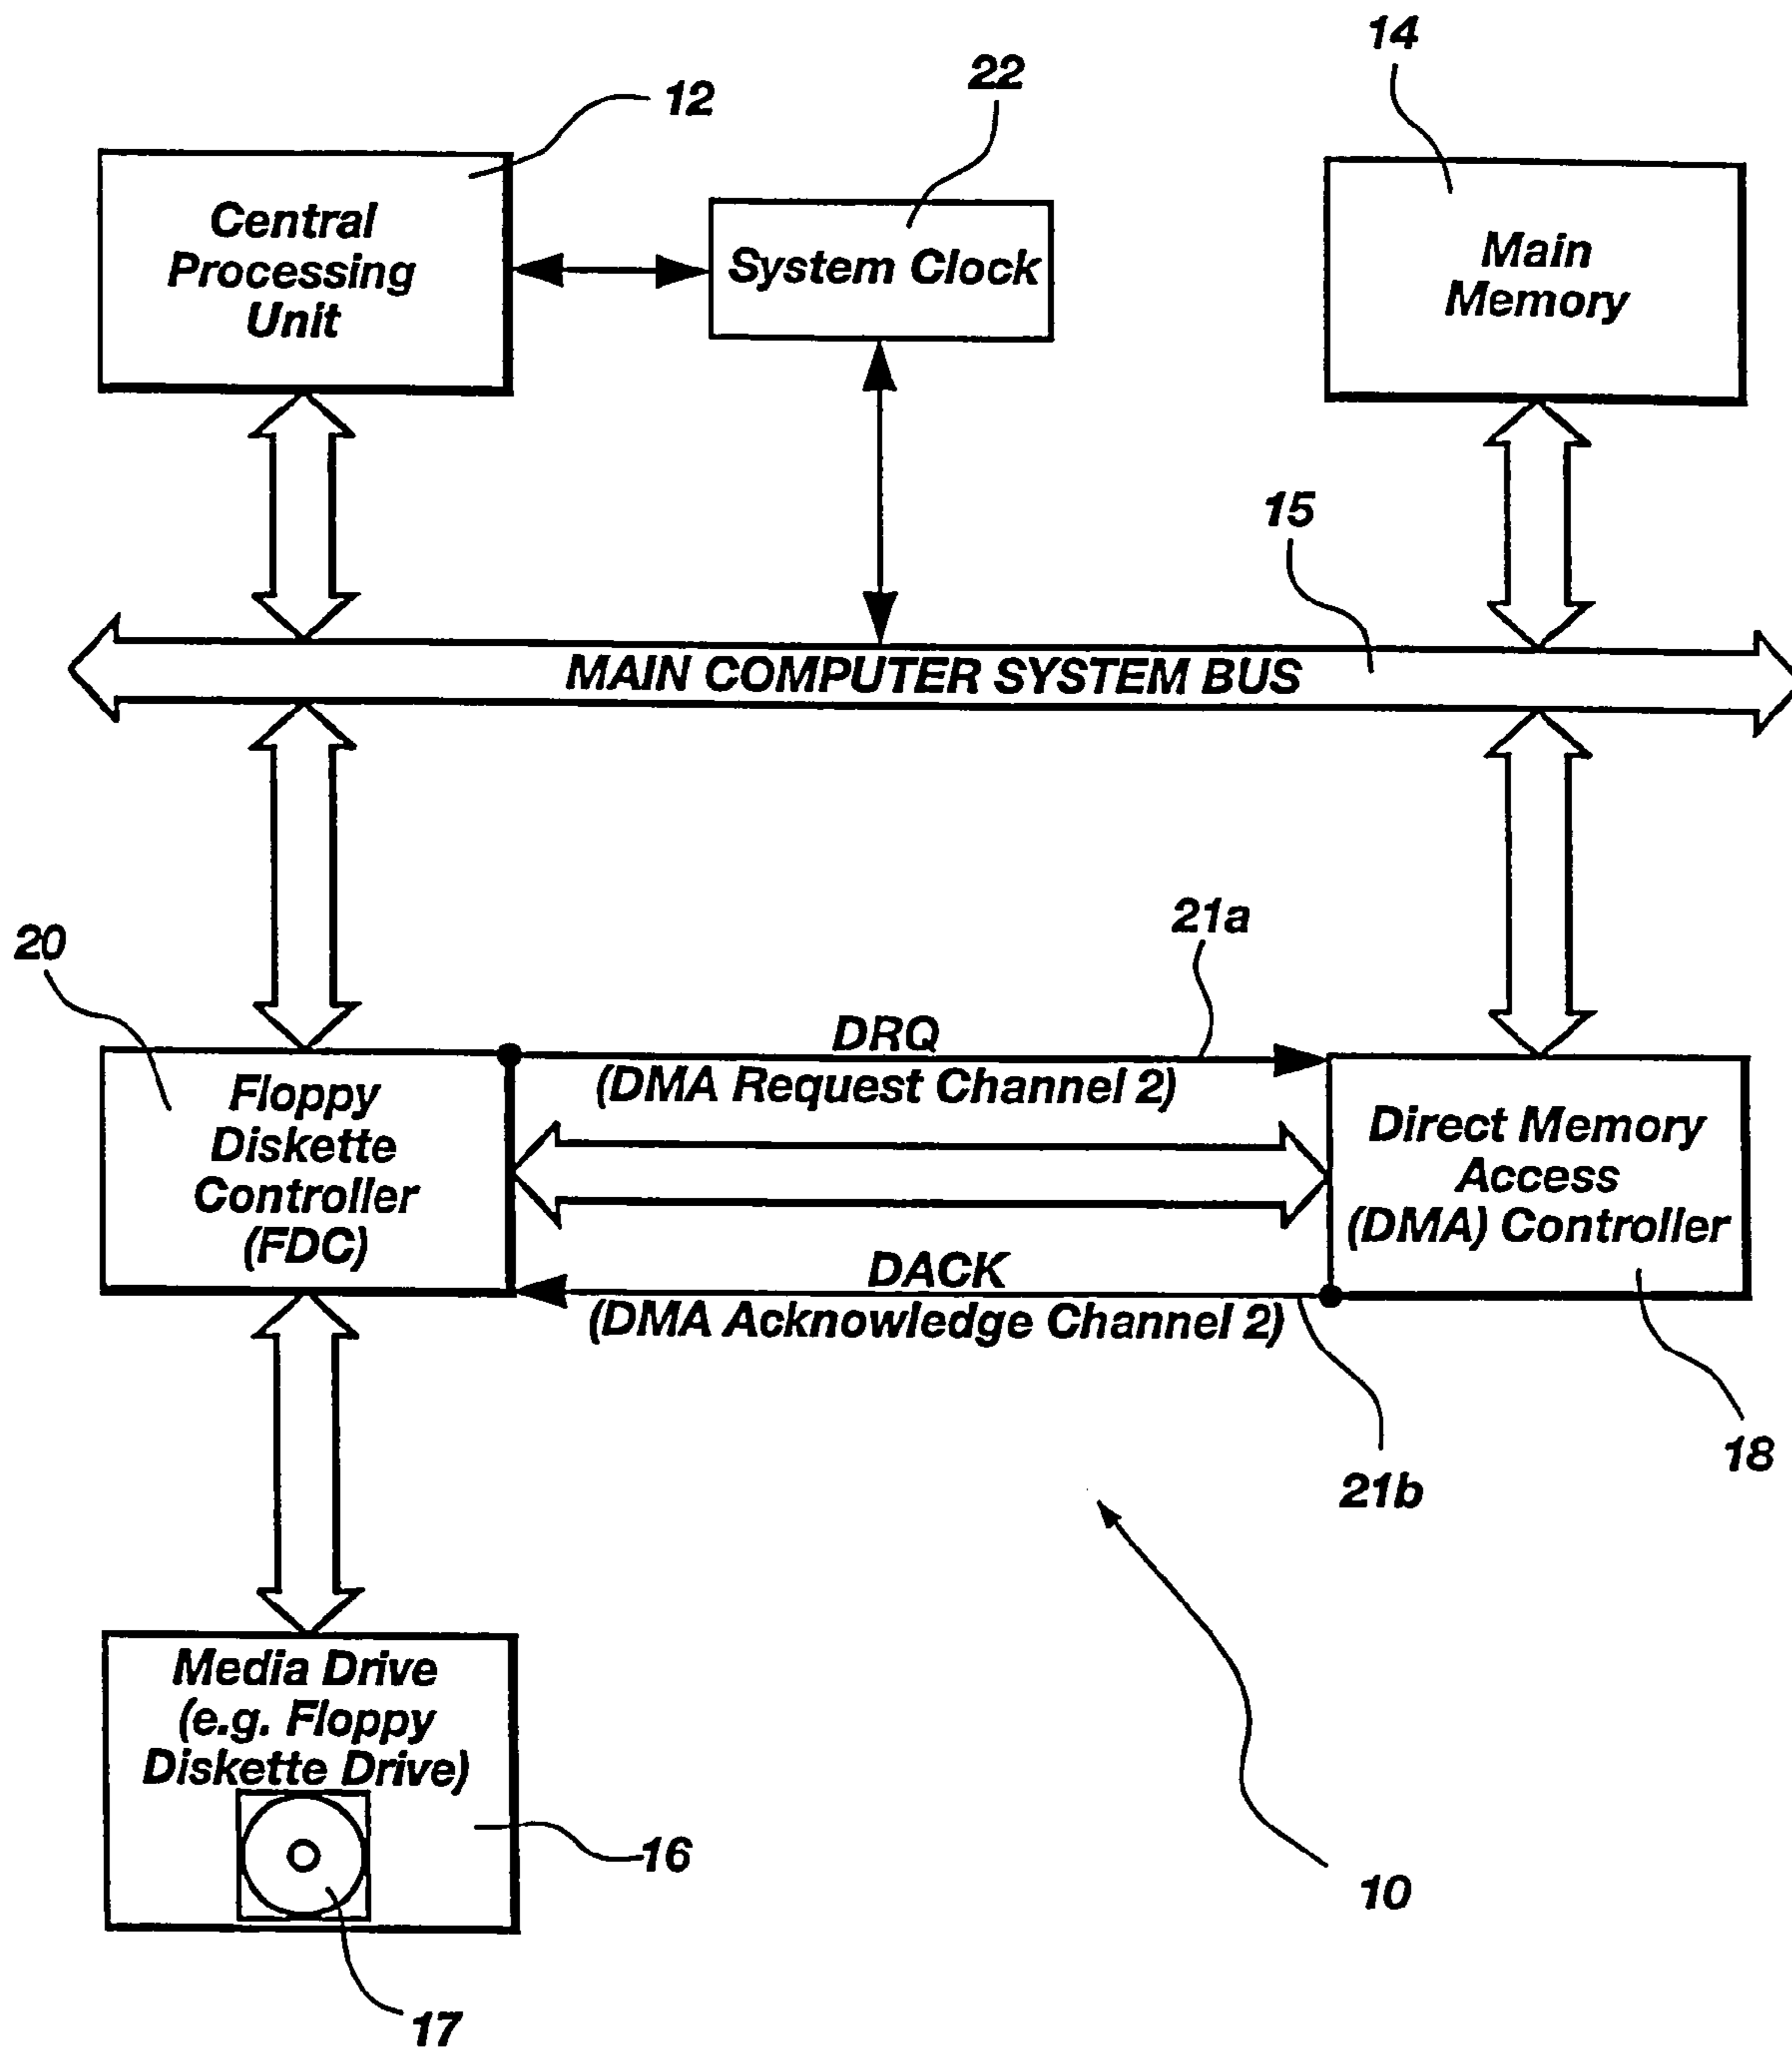 14
22
12
Central
Processing
Unit
System Clock
Main
Memory
15
MAIN COMPUTER SYSTEM BUS
21a
20
DRQ
(DMA Request Channel 2)
Floppy
Diskette
Controller
(FDC)
Direct Memory
Access
(DMA) Controller
DACK
(DMA Acknowledge Channel 2)
18
21b
Media Drive
(e.g. Floppy
Diskette Drive)
16
10
17